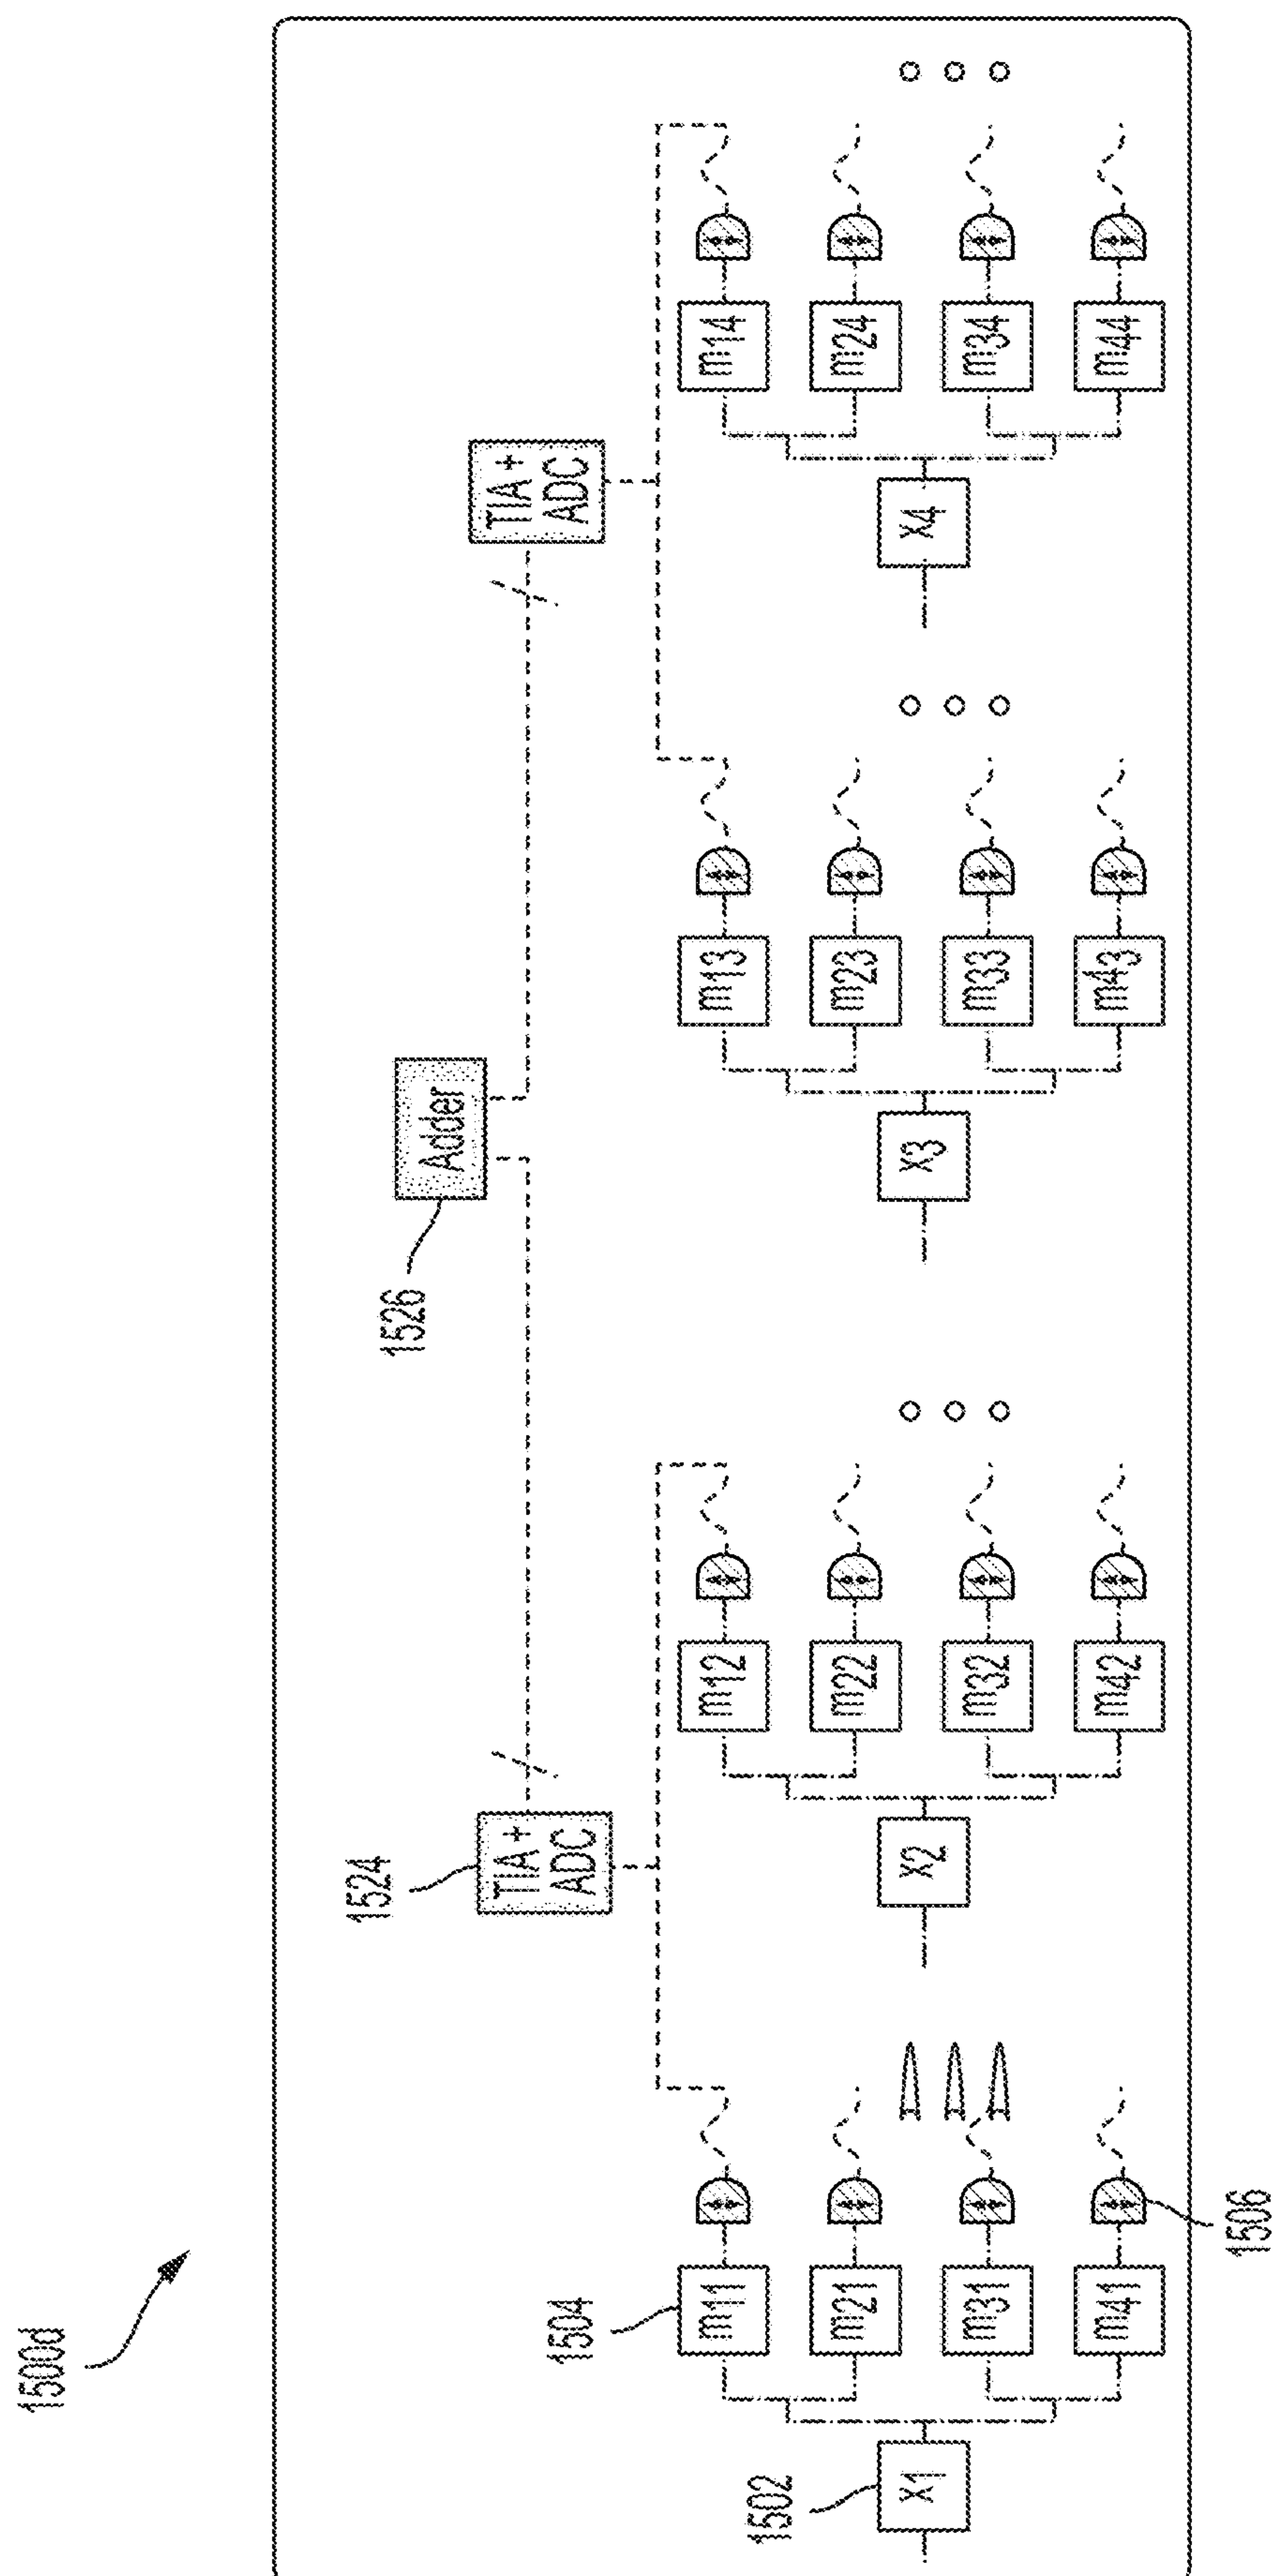 1500d
1526
Adder
1524
TIA +
ADC
TIA +
ADC
1504
m11
m12
m13
m14
m21
m22
m23
m24
1502
x1
x2
x3
x4
m31
m32
m33
m34
m41
m42
m43
m44
1506